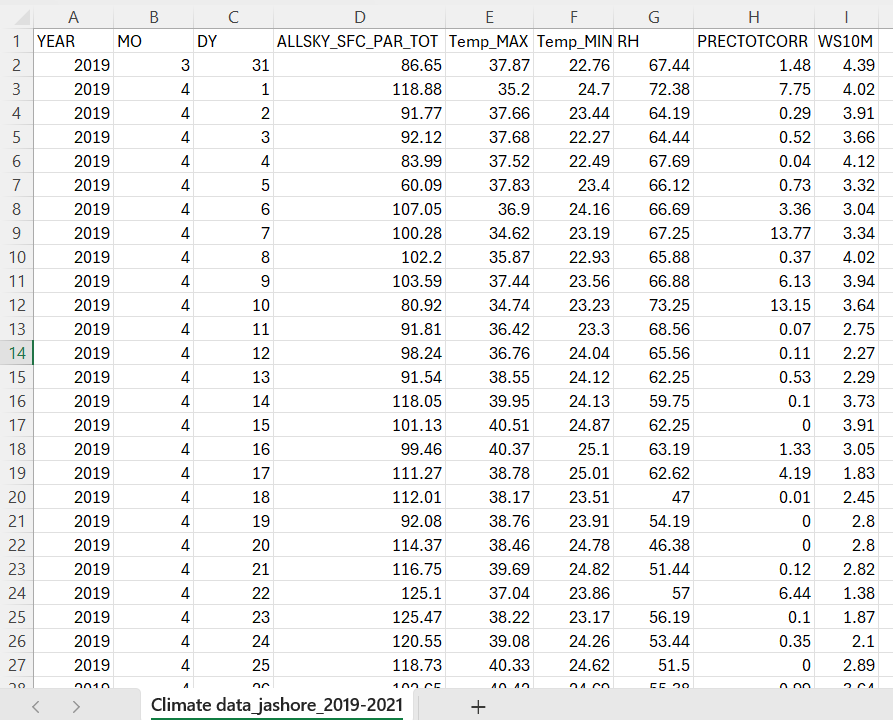 A B C D E F G H I
1 YEAR MO DY ALLSKY_SFC_PAR_TOT Temp_MAX Temp_MIN RH PRECTOTCORR WS10M
2 2019 3 31 86.65 37.87 22.76 67.44 1.48 4.39
3 2019 4 1 118.88 35.2 24.7 72.38 7.75 4.02
4 2019 4 2 91.77 37.66 23.44 64.19 0.29 3.91
5 2019 4 3 92.12 37.68 22.27 64.44 0.52 3.66
6 2019 4 4 83.99 37.52 22.49 67.69 0.04 4.12
7 2019 4 5 60.09 37.83 23.4 66.12 0.73 3.32
8 2019 4 6 107.05 36.9 24.16 66.69 3.36 3.04
9 2019 4 7 100.28 34.62 23.19 67.25 13.77 3.34
10 2019 4 8 102.2 35.87 22.93 65.88 0.37 4.02
11 2019 4 9 103.59 37.44 23.56 66.88 6.13 3.94
12 2019 4 10 80.92 34.74 23.23 73.25 13.15 3.64
13 2019 4 11 91.81 36.42 23.3 68.56 0.07 2.75
14 2019 4 12 98.24 36.76 24.04 65.56 0.11 2.27
15 2019 4 13 91.54 38.55 24.12 62.25 0.53 2.29
16 2019 4 14 118.05 39.95 24.13 59.75 0.1 3.73
17 2019 4 15 101.13 40.51 24.87 62.25 0 3.91
18 2019 4 16 99.46 40.37 25.1 63.19 1.33 3.05
19 2019 4 17 111.27 38.78 25.01 62.62 4.19 1.83
20 2019 4 18 112.01 38.17 23.51 47 0.01 2.45
21 2019 4 19 92.08 38.76 23.91 54.19 0 2.8
22 2019 4 20 114.37 38.46 24.78 46.38 0 2.8
23 2019 4 21 116.75 39.69 24.82 51.44 0.12 2.82
24 2019 4 22 125.1 37.04 23.86 57 6.44 1.38
25 2019 4 23 125.47 38.22 23.17 56.19 0.1 1.87
26 2019 4 24 120.55 39.08 24.26 53.44 0.35 2.1
27 2019 4 25 118.73 40.33 24.62 51.5 0 2.89
Climate data_jashore_2019-2021